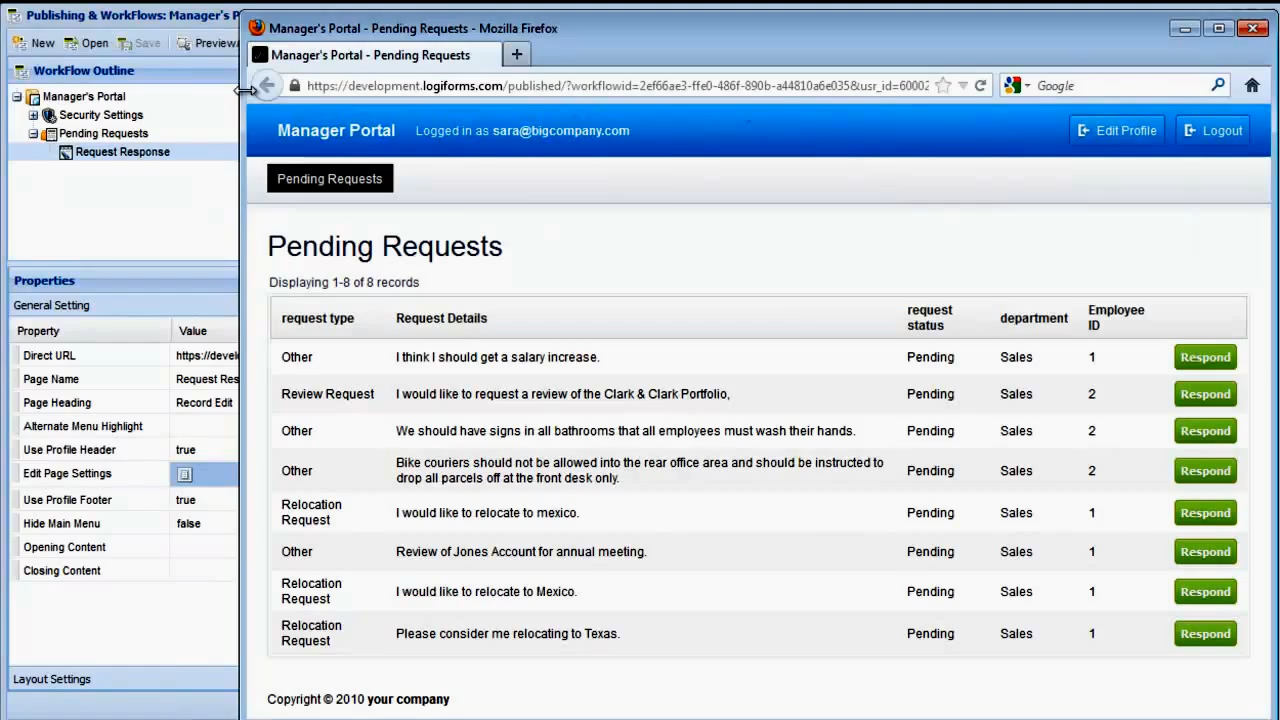 Publishing & WorkFlows: Manager's P
New Open Save Preview
WorkFlow Outline
Manager's Portal
Security Settings
Pending Requests
Request Response
Properties
General Setting
Property Value
Direct URL https://devel
Page Name Request Res
Page Heading Record Edit
Alternate Menu Highlight
Use Profile Header true
Edit Page Settings
Use Profile Footer true
Hide Main Menu false
Opening Content
Closing Content
Layout Settings
Manager's Portal - Pending Requests - Mozilla Firefox
Manager's Portal - Pending Requests
https://development.logiforms.com/published/?workflowid=2ef66ae3-ffe0-486f-890b-a44810a6e035&usr_id=60002
Google
Manager Portal Logged in as sara@bigcompany.com Edit Profile Logout
Pending Requests
Pending Requests
Displaying 1-8 of 8 records
request type Request Details request status department Employee ID
Other I think I should get a salary increase. Pending Sales 1 Respond
Review Request I would like to request a review of the Clark & Clark Portfolio, Pending Sales 2 Respond
Other We should have signs in all bathrooms that all employees must wash their hands. Pending Sales 2 Respond
Other Bike couriers should not be allowed into the rear office area and should be instructed to
drop all parcels off at the front desk only. Pending Sales 2 Respond
Relocation Request I would like to relocate to mexico. Pending Sales 1 Respond
Other Review of Jones Account for annual meeting. Pending Sales 1 Respond
Relocation Request I would like to relocate to Mexico. Pending Sales 1 Respond
Relocation Request Please consider me relocating to Texas. Pending Sales 1 Respond
Copyright © 2010 your company